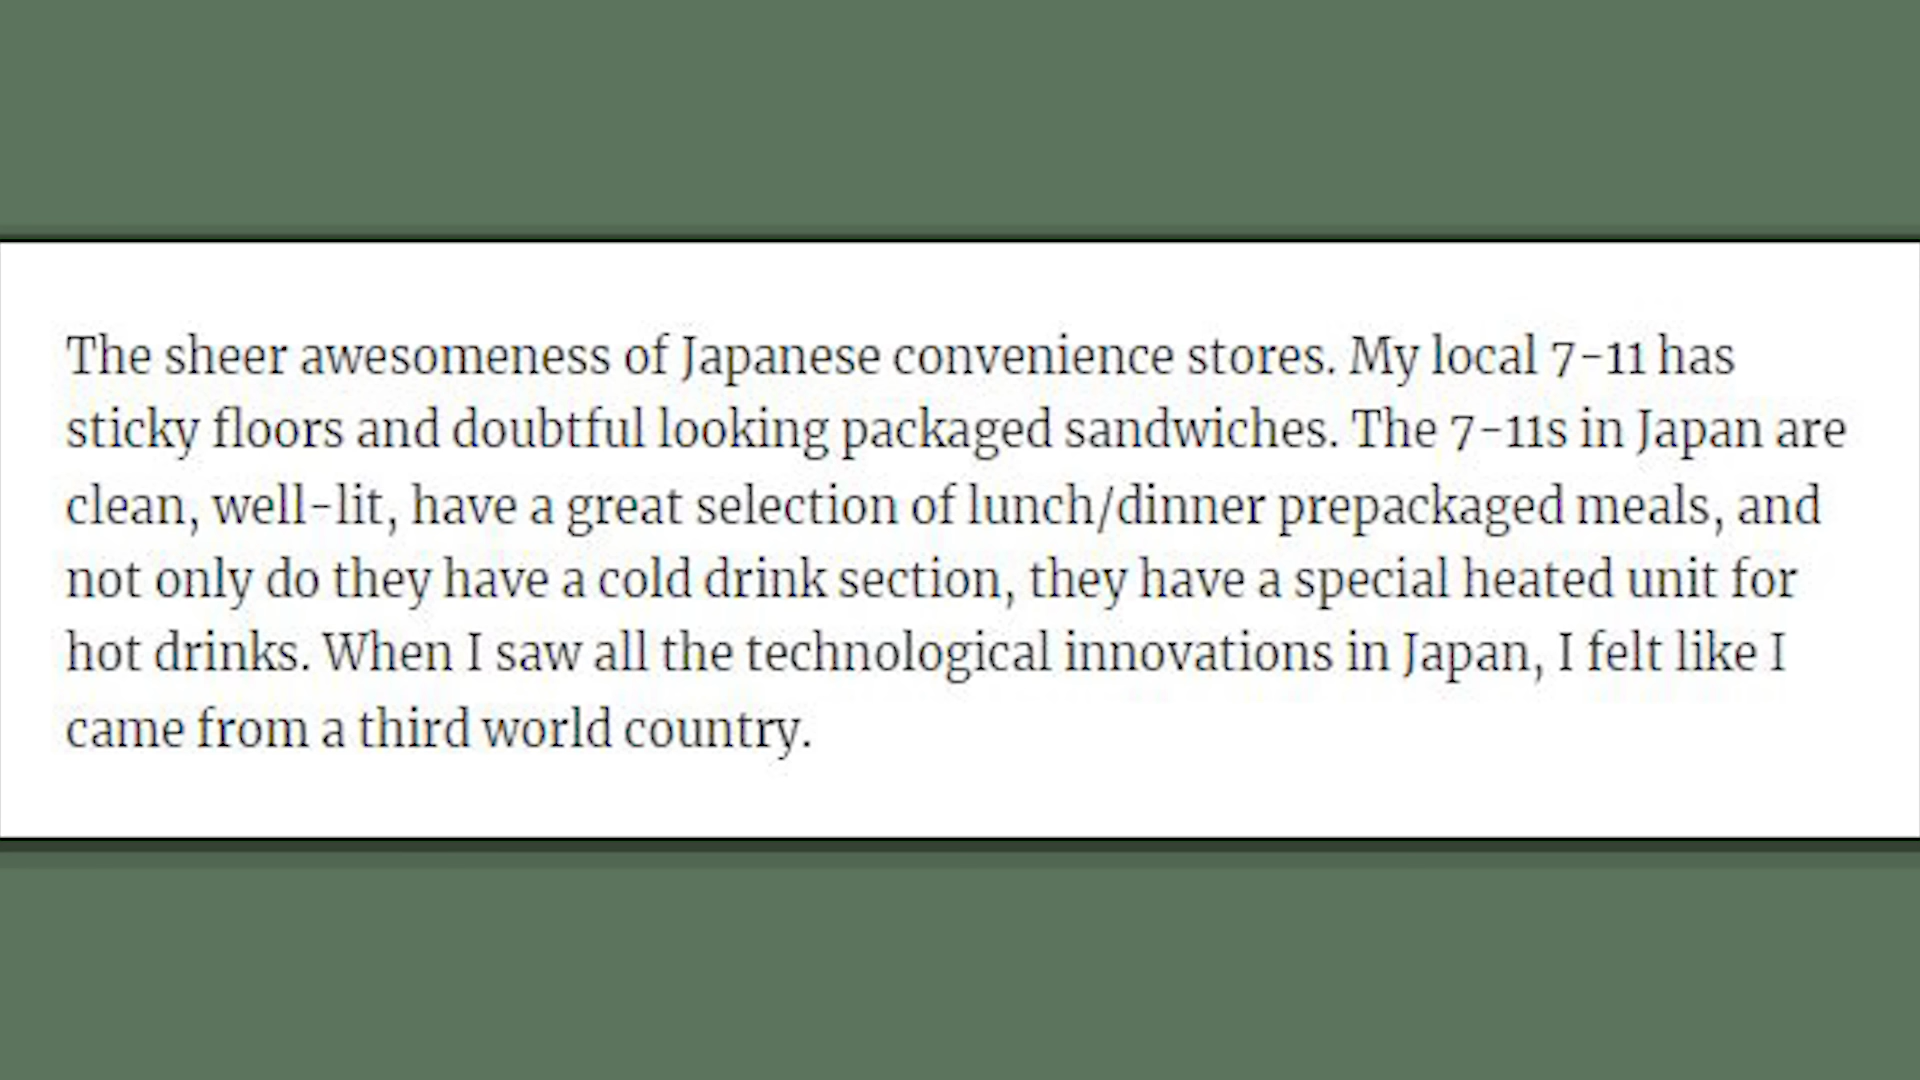 The sheer awesomeness of Japanese convenience stores. My local 7-11 has
sticky floors and doubtful looking packaged sandwiches. The 7-11s in Japan are
clean, well-lit, have a great selection of lunch/dinner prepackaged meals, and
not only do they have a cold drink section, they have a special heated unit for
hot drinks. When I saw all the technological innovations in Japan, I felt like I
came from a third world country.